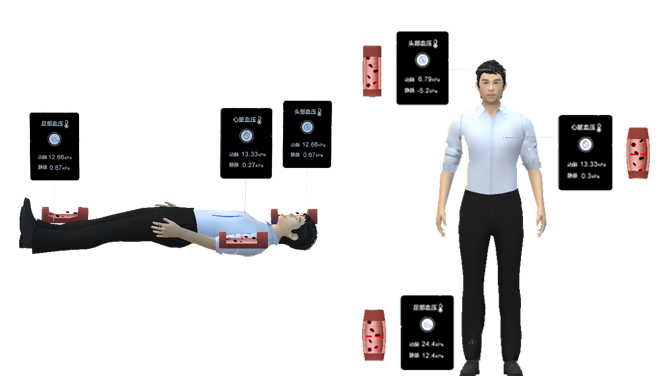 足部血压
动脉 12.66kPa
静脉 0.67kPa
心脏血压
动脉 13.33kPa
静脉 0.27kPa
头部血压
动脉 12.66kPa
静脉 0.67kPa
头部血压
动脉 6.79kPa
静脉 -5.2kPa
心脏血压
动脉 13.33kPa
静脉 0.3kPa
足部血压
动脉 24.4kPa
静脉 12.4kPa